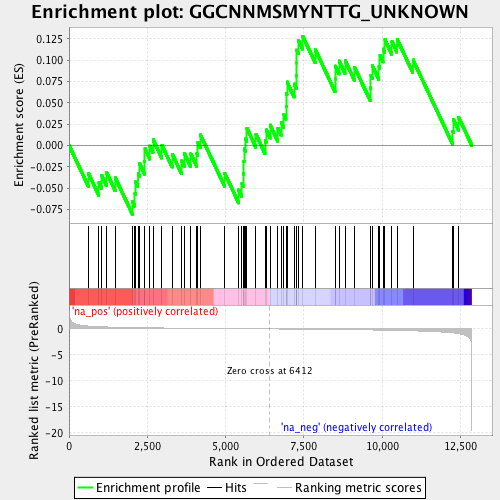 Enrichment plot: GGCNNMSMYNTTG_UNKNOWN
Enrichment score (ES)
0.125
0.100
0.075
0.050
0.025
0.000
-0.025
-0.050
-0.075
'na_pos' (positively correlated)
Ranked list metric (PreRanked)
0
-5
-10
-15
-20
Zero cross at 6412
'na_neg' (negatively correlated)
0
2,500
5,000
7,500
10,000
12,500
Rank in Ordered Dataset
Enrichment profile
Hits
Ranking metric scores